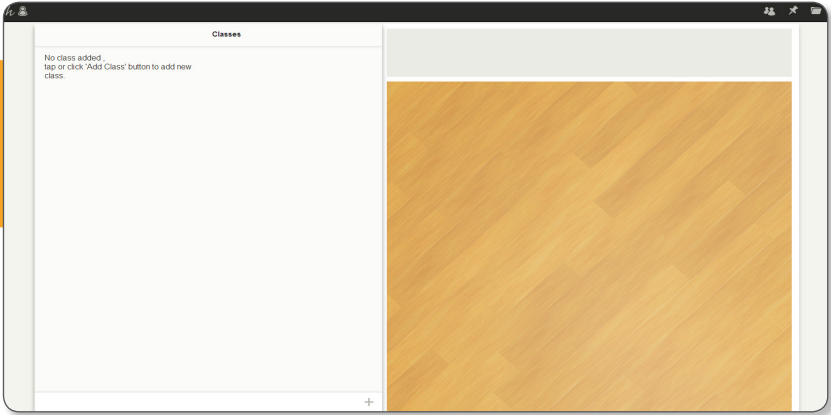 h
Classes
No class added ,
tap or click 'Add Class' button to add new
class.